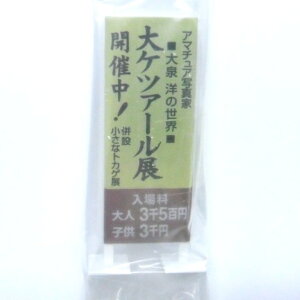 アマチュア写真家
■大泉 洋の世界■
大ケツァール展
開催中!
併設
小さなトカゲ展
入場料
大人 3千5百円
子供 3千円